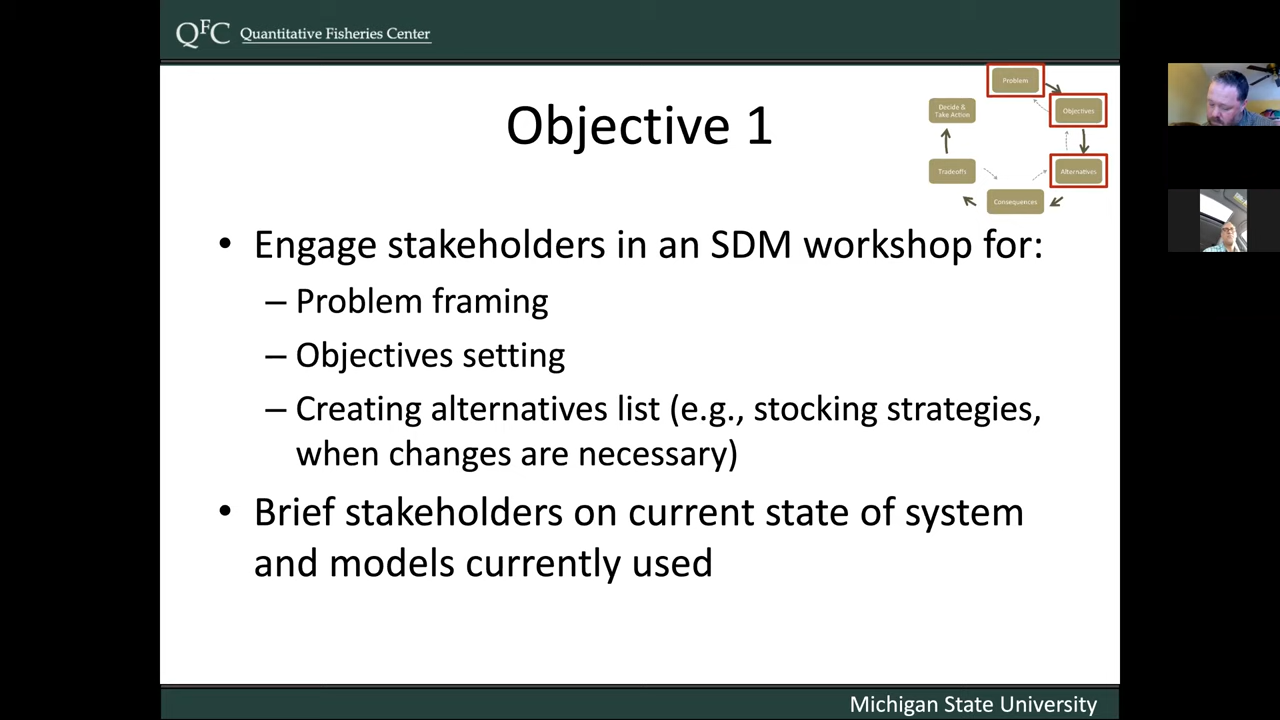 QFC Quantitative Fisheries Center
Objective 1
Problem
Objectives
Alternatives
Consequences
Tradeoffs
Decide &
Take Action
• Engage stakeholders in an SDM workshop for:
– Problem framing
– Objectives setting
– Creating alternatives list (e.g., stocking strategies,
when changes are necessary)
• Brief stakeholders on current state of system
and models currently used
Michigan State University